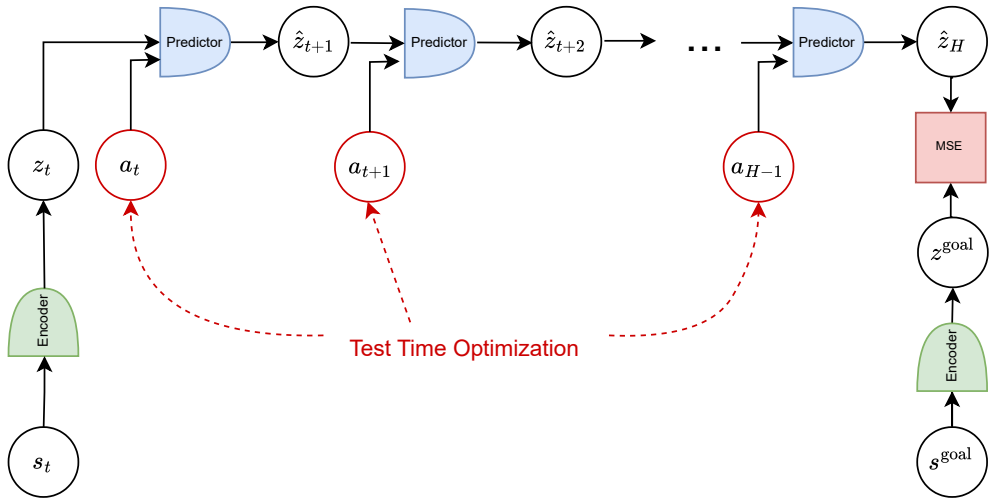 Predictor
ẑ_{t+1}
Predictor
ẑ_{t+2}
...
Predictor
ẑ_H
MSE
z_t
a_t
a_{t+1}
a_{H−1}
z^{goal}
Encoder
Test Time Optimization
Encoder
s_t
s^{goal}